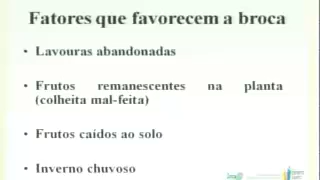 Fatores que favorecem a broca
• Lavouras abandonadas
• Frutos remanescentes na planta
(colheita mal-feita)
• Frutos caídos ao solo
• Inverno chuvoso